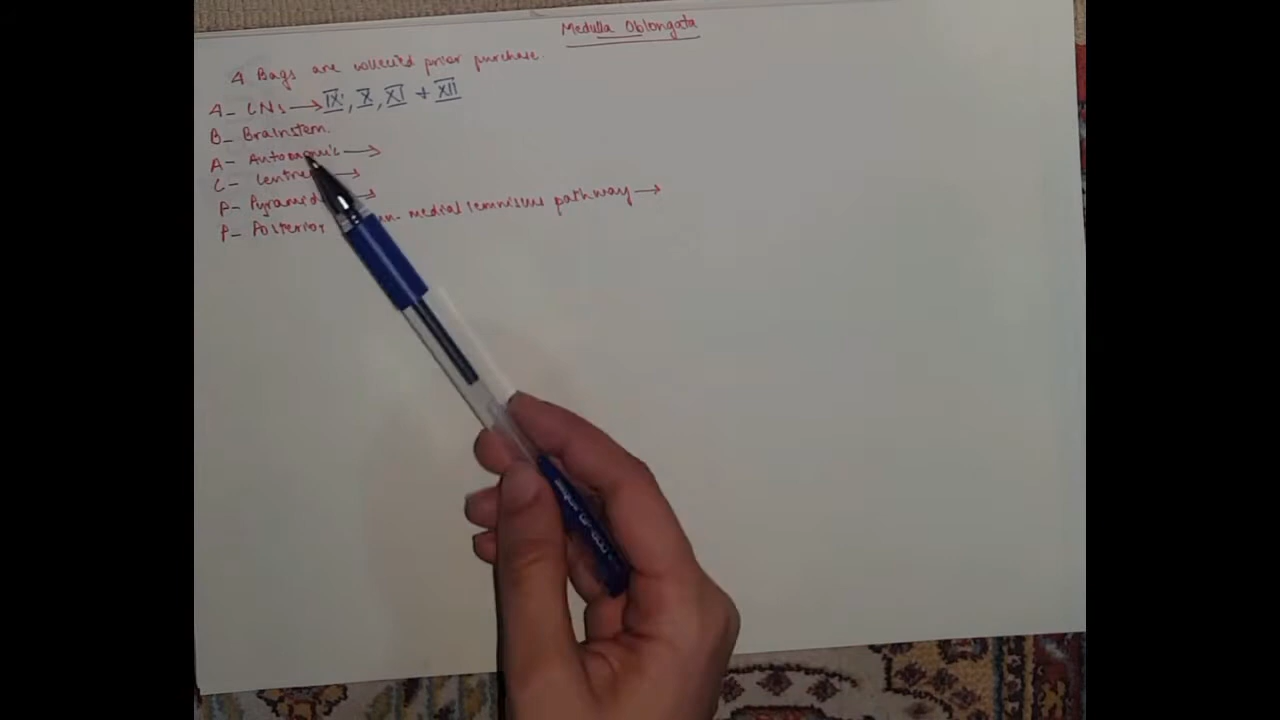 Medulla Oblongata
4 Bags are collected prior purchase.
4- CNs → IX, X, XI + XII
B- Brainstem.
A- Autonomic →
C- Centre →
P- Pyramid →
P- Posterior medial lemniscus pathway →